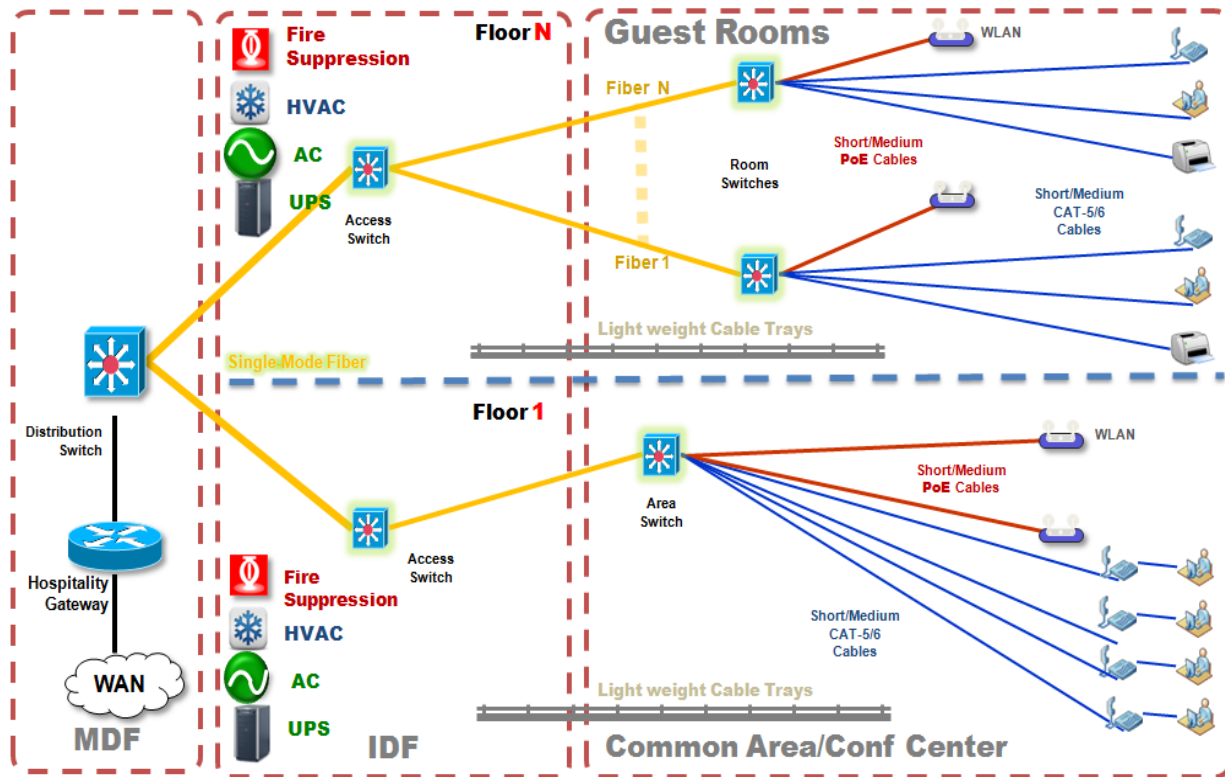 Floor N
Guest Rooms
Fire
Suppression
HVAC
AC
UPS
Access
Switch
Fiber N
Fiber 1
Room
Switches
WLAN
Short/Medium
PoE Cables
Short/Medium
CAT-5/6
Cables
Light weight Cable Trays
Single-Mode Fiber
Distribution
Switch
Hospitality
Gateway
WAN
MDF
Floor 1
Access
Switch
Fire
Suppression
HVAC
AC
UPS
IDF
Area
Switch
WLAN
Short/Medium
PoE Cables
Short/Medium
CAT-5/6
Cables
Light weight Cable Trays
Common Area/Conf Center